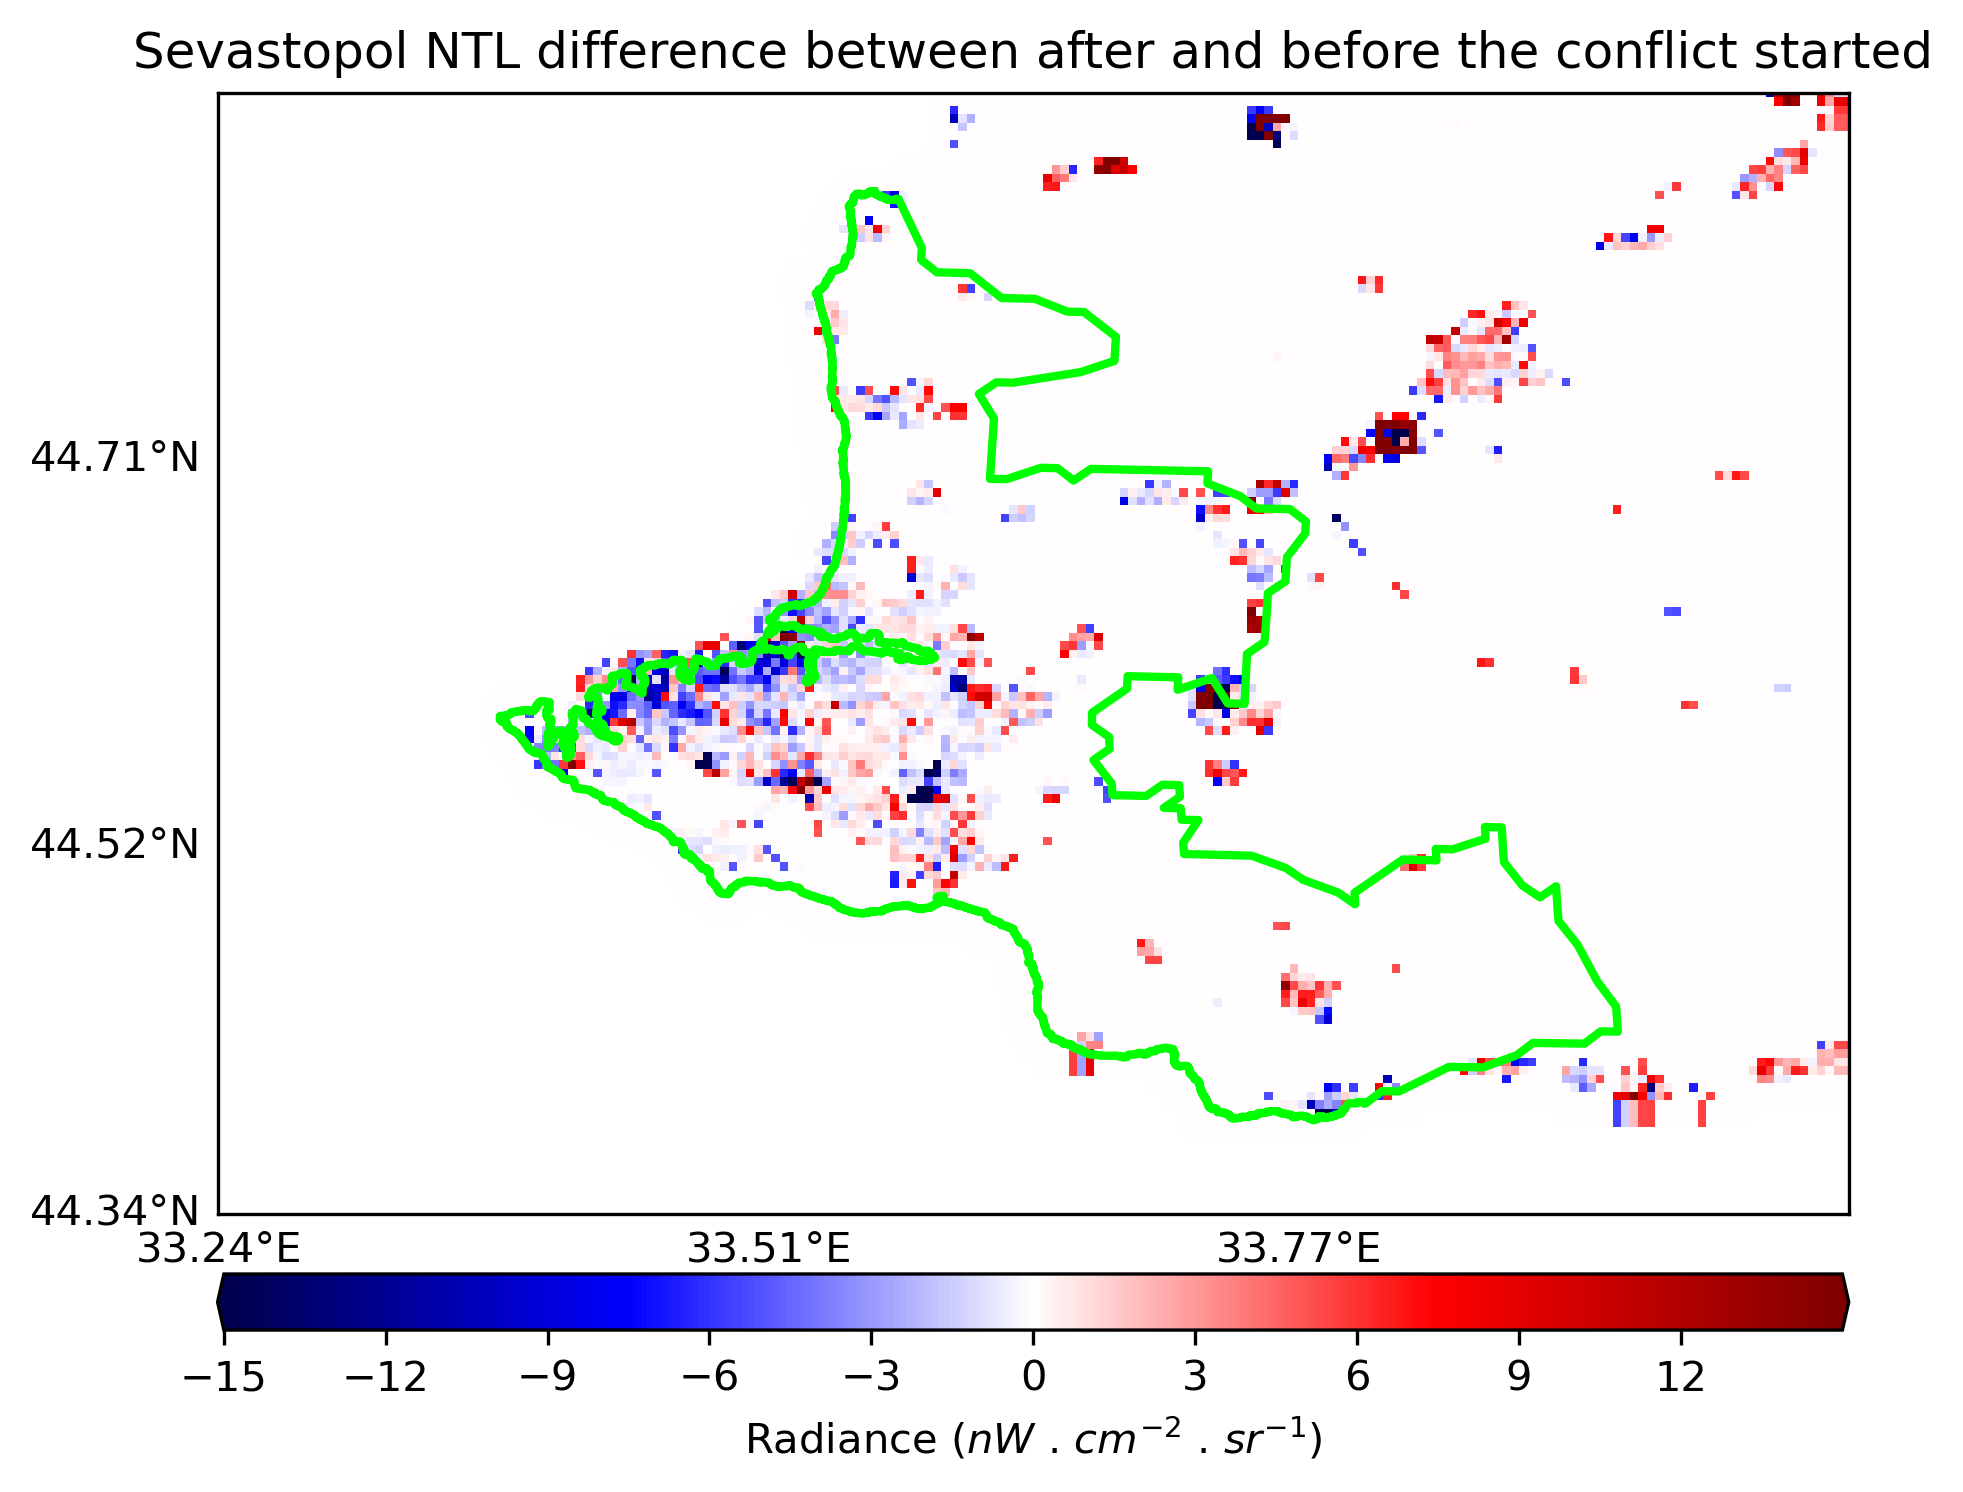 Sevastopol NTL difference between after and before the conflict started
44.71°N
44.52°N
44.34°N
33.24°E 33.51°E 33.77°E
−15 −12 −9 −6 −3 0 3 6 9 12
Radiance (nW . cm⁻² . sr⁻¹)